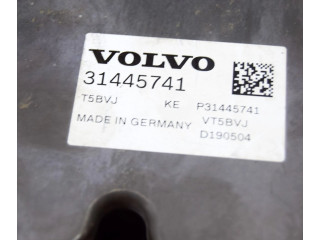 VOLVO
31445741
T5BVJ KE P31445741
MADE IN GERMANY VT5BVJ
D190504